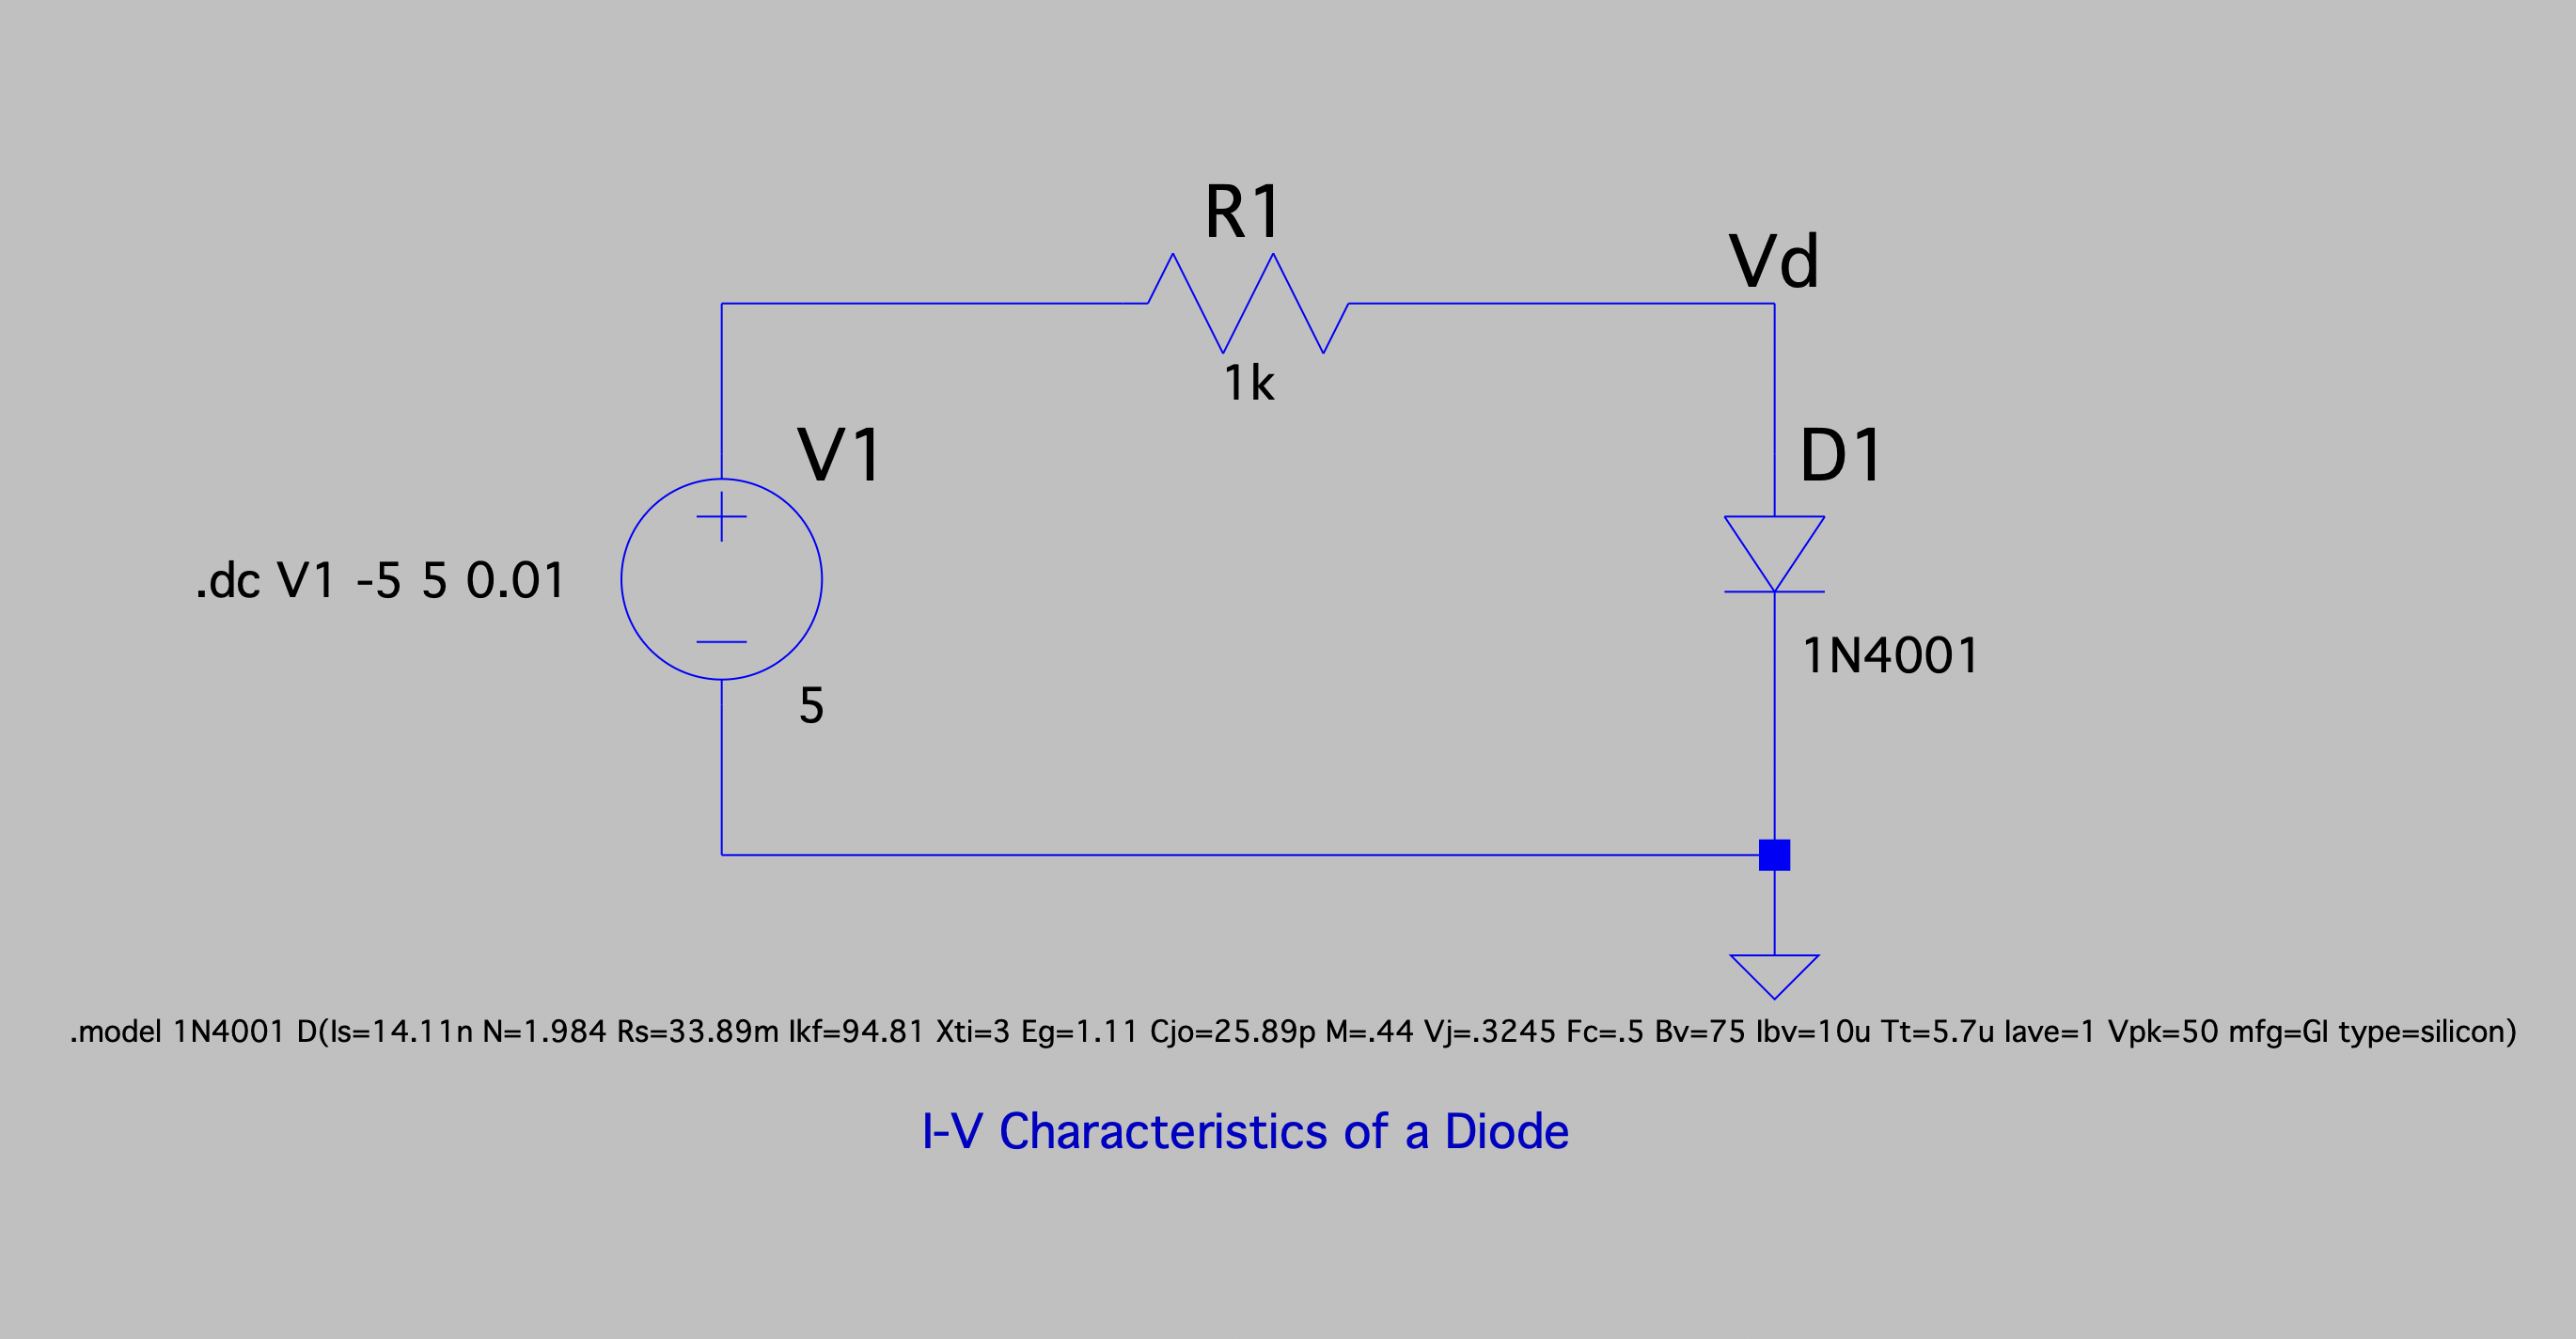 R1
Vd
1k
V1
D1
.dc V1 -5 5 0.01
1N4001
5
.model 1N4001 D(Is=14.11n N=1.984 Rs=33.89m Ikf=94.81 Xti=3 Eg=1.11 Cjo=25.89p M=.44 Vj=.3245 Fc=.5 Bv=75 Ibv=10u Tt=5.7u Iave=1 Vpk=50 mfg=GI type=silicon)
I-V Characteristics of a Diode